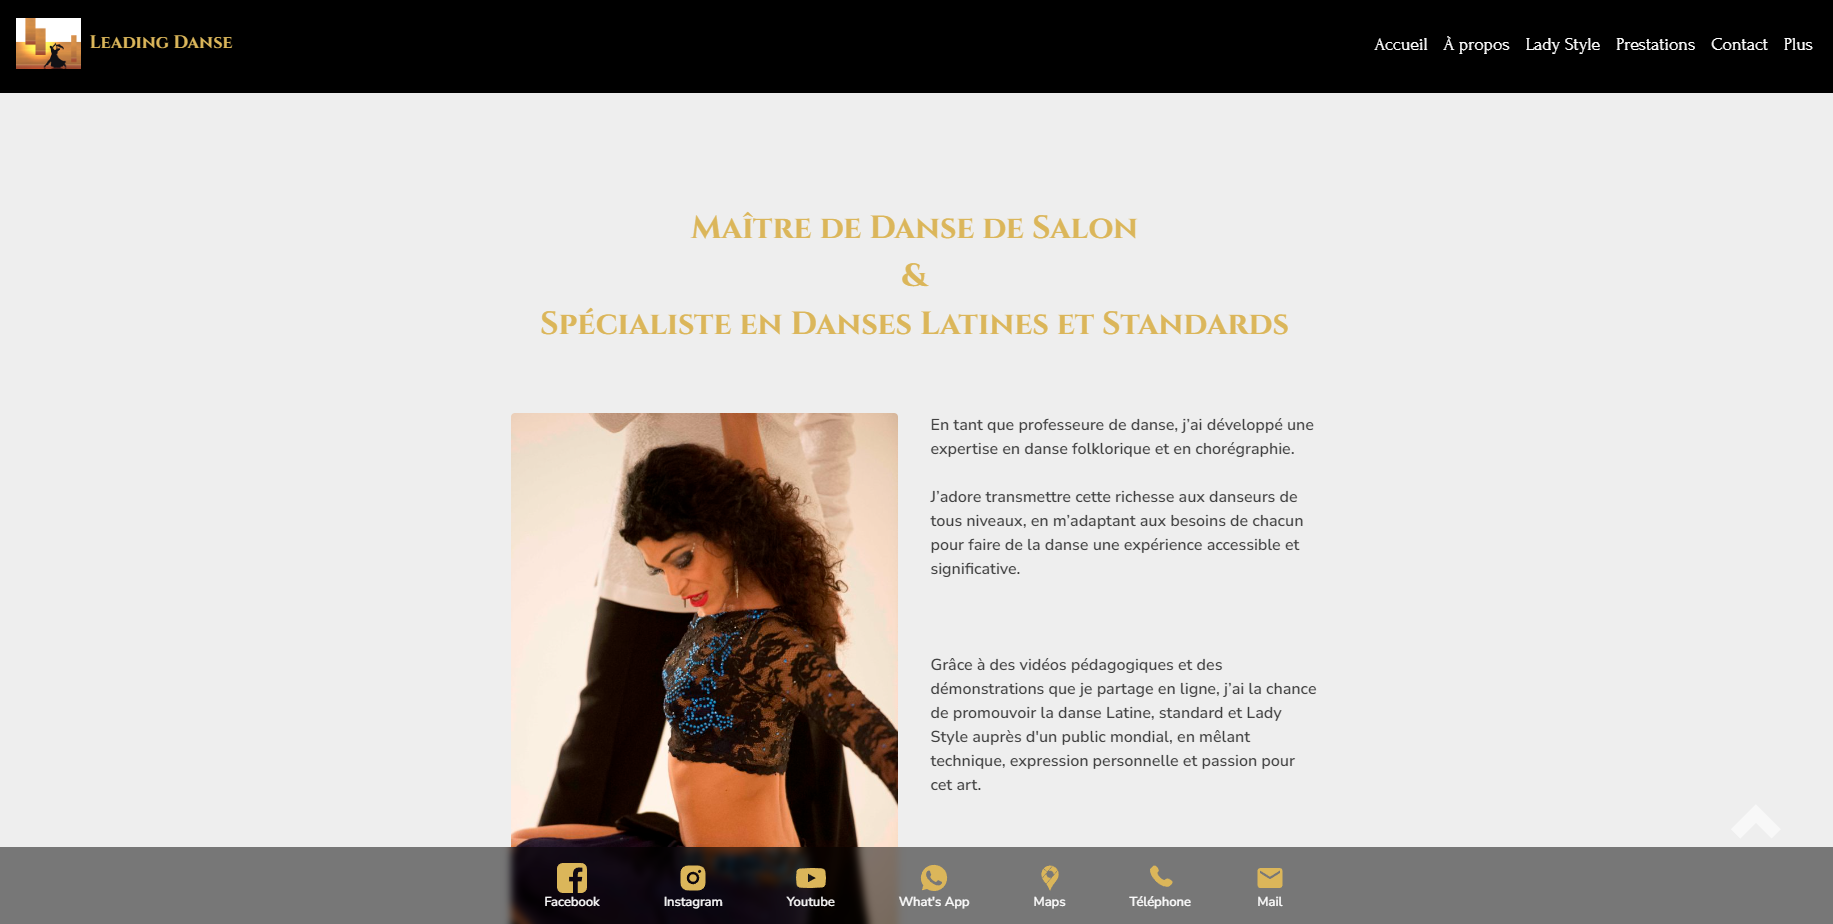 Leading Danse
Accueil À propos Lady Style Prestations Contact Plus
Maître de Danse de Salon
&
Spécialiste en Danses Latines et Standards
En tant que professeure de danse, j'ai développé une
expertise en danse folklorique et en chorégraphie.
J'adore transmettre cette richesse aux danseurs de
tous niveaux, en m'adaptant aux besoins de chacun
pour faire de la danse une expérience accessible et
significative.
Grâce à des vidéos pédagogiques et des
démonstrations que je partage en ligne, j'ai la chance
de promouvoir la danse Latine, standard et Lady
Style auprès d'un public mondial, en mêlant
technique, expression personnelle et passion pour
cet art.
Facebook Instagram Youtube What's App Maps Téléphone Mail